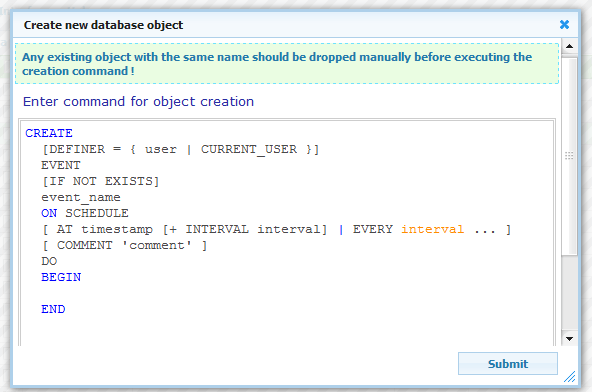 Create new database object
Any existing object with the same name should be dropped manually before executing the
creation command !
Enter command for object creation
CREATE
[DEFINER = { user | CURRENT_USER }]
EVENT
[IF NOT EXISTS]
event_name
ON SCHEDULE
[ AT timestamp [+ INTERVAL interval] | EVERY interval ... ]
[ COMMENT 'comment' ]
DO
BEGIN
END
Submit